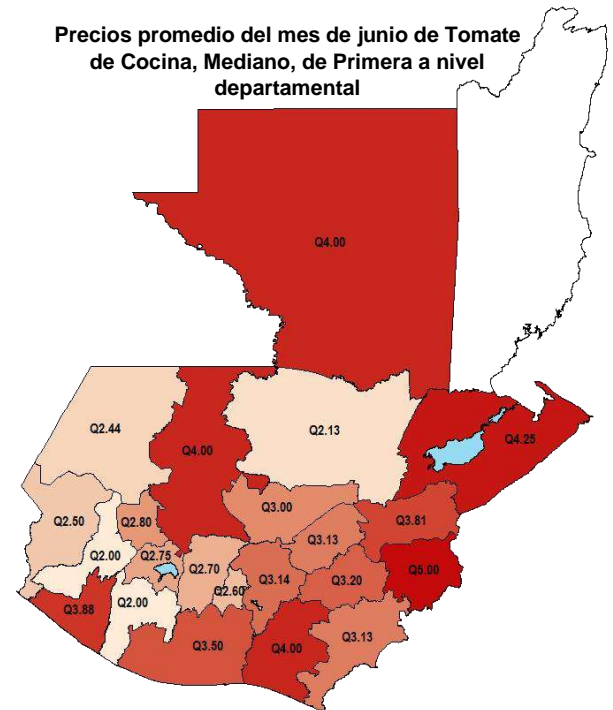 Precios promedio del mes de junio de Tomate
de Cocina, Mediano, de Primera a nivel
departamental
Q4.00
Q2.44
Q4.00
Q2.13
Q4.25
Q2.50
Q2.80
Q3.00
Q3.81
Q3.13
Q2.00
Q2.75
Q2.70
Q3.14
Q3.20
Q5.00
Q2.60
Q3.88
Q2.00
Q3.50
Q4.00
Q3.13